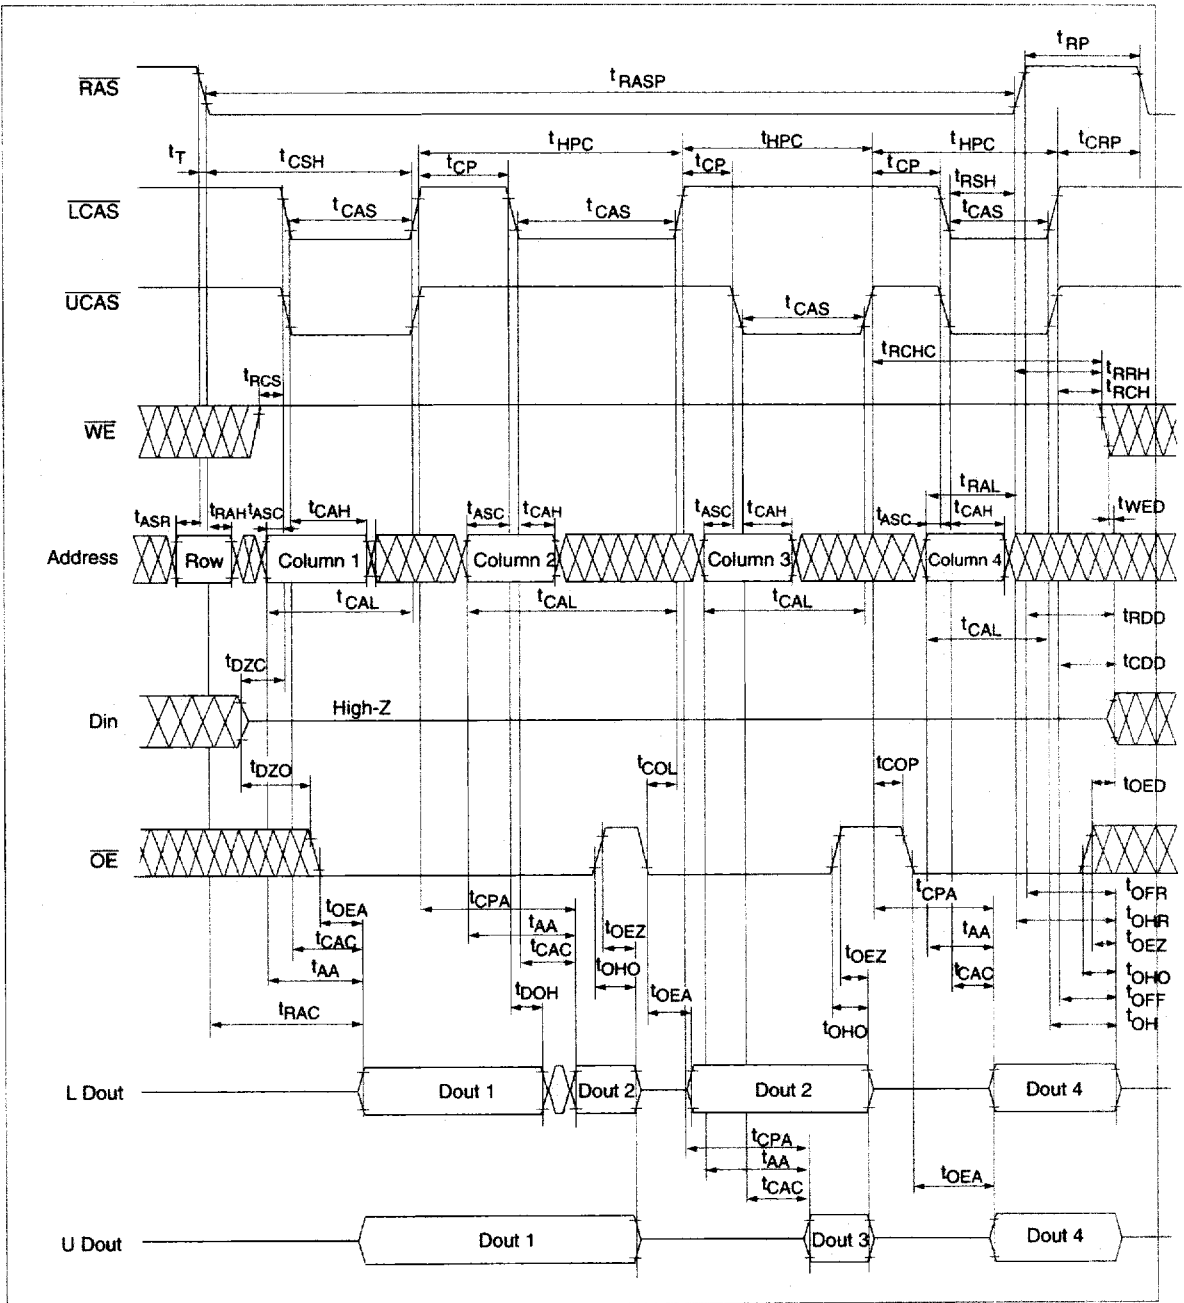 tRP
RAS
tRASP
tT
tCSH
tHPC
tHPC
tHPC
tCRP
tCP
tCP
tCP
tRSH
LCAS
tCAS
tCAS
tCAS
UCAS
tCAS
tRCHC
tRRH
tRCS
tRCH
WE
tRAL
tASR
tRAH
tASC
tCAH
tASC
tCAH
tASC
tCAH
tASC
tCAH
tWED
Address
Row
Column 1
Column 2
Column 3
Column 4
tCAL
tCAL
tCAL
tCAL
tRDD
tDZC
tCDD
Din
High-Z
tDZO
tCOL
tCOP
tOED
OE
tOEA
tCPA
tCPA
tOFR
tCAC
tAA
tOEZ
tOHR
tAA
tCAC
tOHO
tOEZ
tAA
tOEZ
tRAC
tDOH
tOEA
tOHO
tCAC
tOHO
tOFF
tOH
L Dout
Dout 1
Dout 2
Dout 2
Dout 4
tCPA
tAA
tCAC
tOEA
U Dout
Dout 1
Dout 3
Dout 4